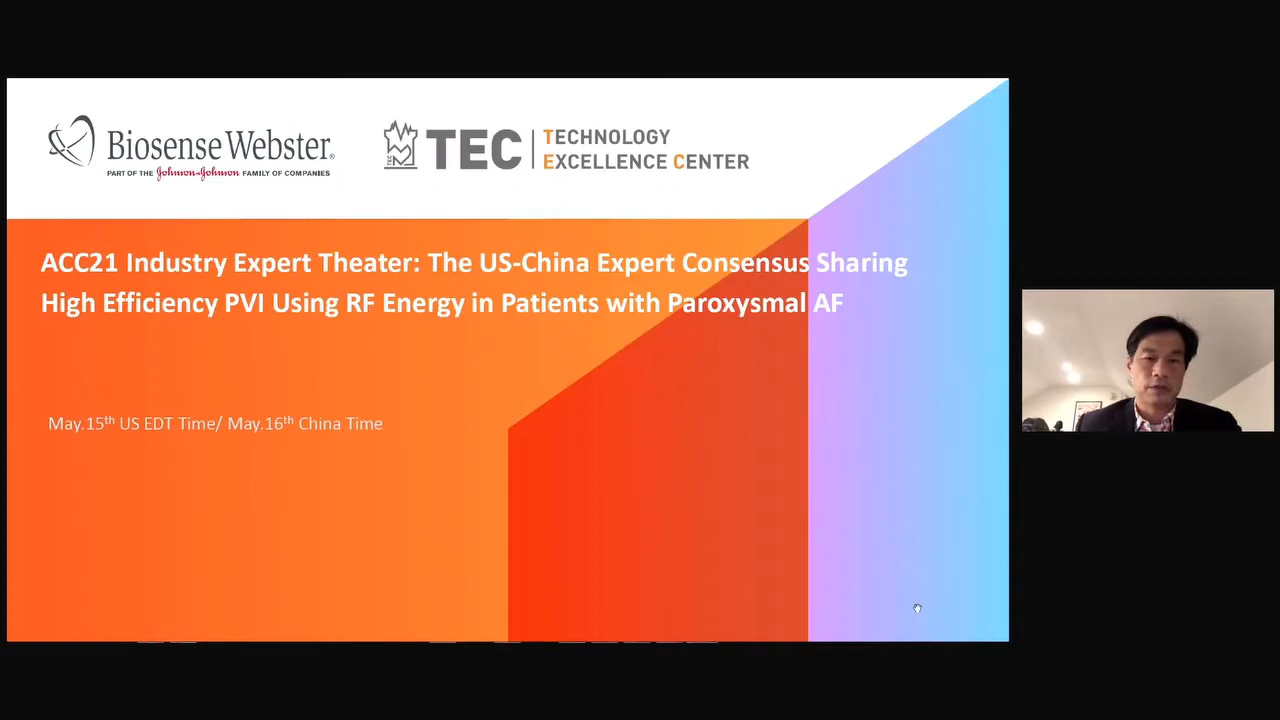 Biosense Webster®
PART OF THE Johnson & Johnson FAMILY OF COMPANIES
TEC
TEC
TECHNOLOGY
EXCELLENCE CENTER
ACC21 Industry Expert Theater: The US-China Expert Consensus Sharing
High Efficiency PVI Using RF Energy in Patients with Paroxysmal AF
May.15th US EDT Time/ May.16th China Time